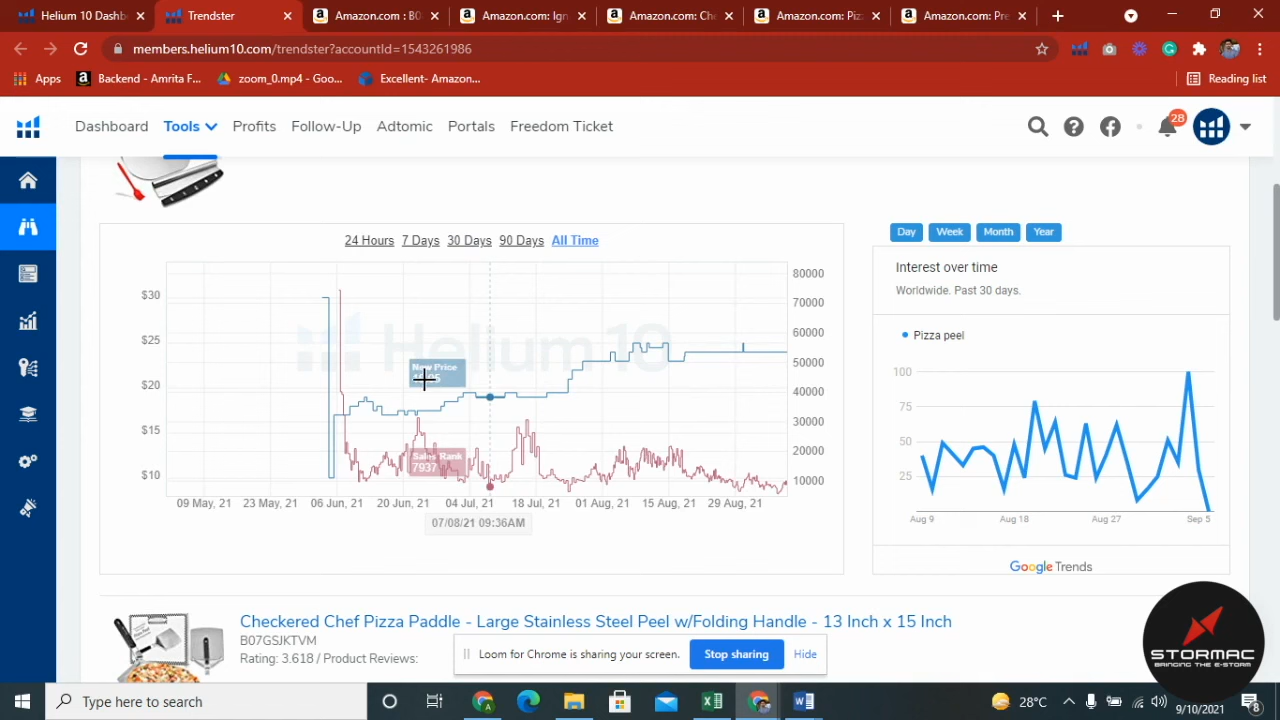 Helium 10 Dashb
Trendster
Amazon.com : B0
Amazon.com: Ign
Amazon.com: Che
Amazon.com: Piz
Amazon.com: Pre
members.helium10.com/trendster?accountId=1543261986
Apps
Backend - Amrita F...
zoom_0.mp4 - Goo...
Excellent- Amazon...
Reading list
Dashboard
Tools
Profits
Follow-Up
Adtomic
Portals
Freedom Ticket
28
24 Hours 7 Days 30 Days 90 Days All Time
Helium 10
$30
$25
$20
$15
$10
80000
70000
60000
50000
40000
30000
20000
10000
New Price
Sales Rank
7937
09 May, 21 23 May, 21 06 Jun, 21 20 Jun, 21 04 Jul, 21 18 Jul, 21 01 Aug, 21 15 Aug, 21 29 Aug, 21
07/08/21 09:36AM
Day Week Month Year
Interest over time
Worldwide. Past 30 days.
Pizza peel
100
75
50
25
Aug 9 Aug 18 Aug 27 Sep 5
Google Trends
Checkered Chef Pizza Paddle - Large Stainless Steel Peel w/Folding Handle - 13 Inch x 15 Inch
B07GSJKTVM
Rating: 3.618 / Product Reviews:
Loom for Chrome is sharing your screen.
Stop sharing
Hide
STORMAC
BRINGING THE E-STORM
Type here to search
28°C
9/10/2021
8